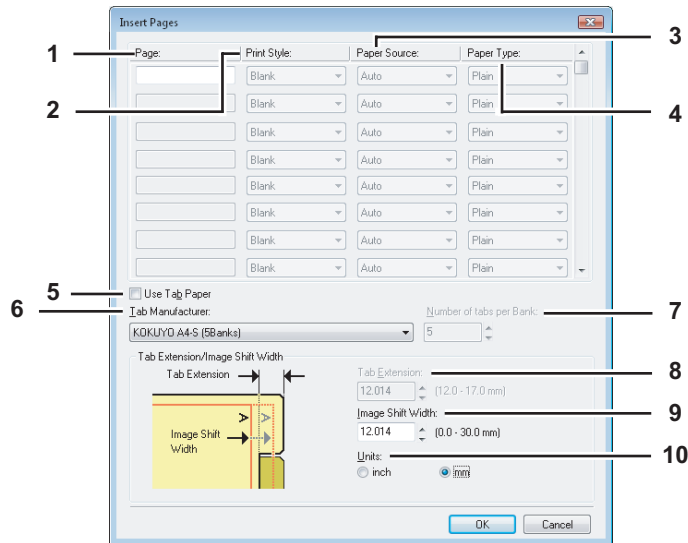 Insert Pages
1
2
3
4
Page: Print Style: Paper Source: Paper Type:
Blank Auto Plain
Blank Auto Plain
Blank Auto Plain
Blank Auto Plain
Blank Auto Plain
Blank Auto Plain
Blank Auto Plain
Blank Auto Plain
5
Use Tab Paper
6
Tab Manufacturer: Number of tabs per Bank:
7
KOKUYO A4-S (5Banks) 5
Tab Extension/Image Shift Width
Tab Extension
A A
Image Shift
Width
Tab Extension:
8
12.014 (12.0 - 17.0 mm)
Image Shift Width:
9
12.014 (0.0 - 30.0 mm)
Units:
10
inch mm
OK Cancel